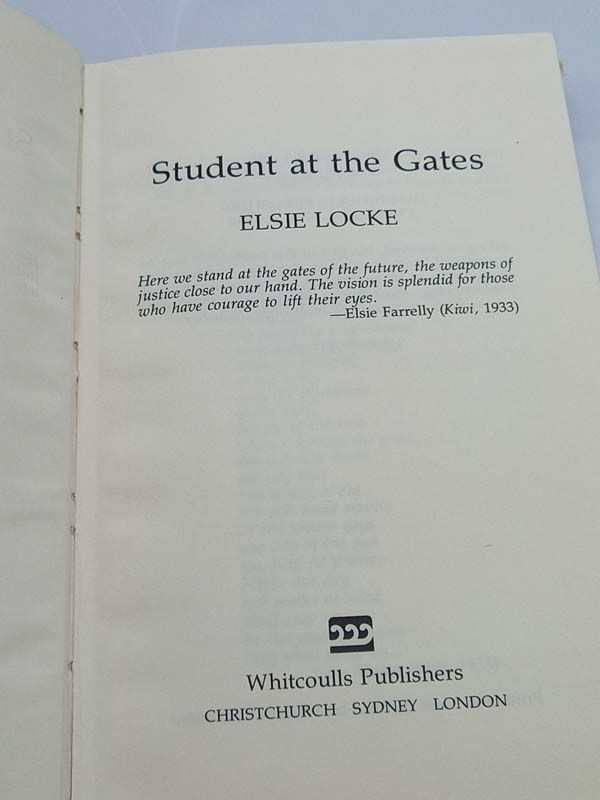 Student at the Gates
ELSIE LOCKE
Here we stand at the gates of the future, the weapons of
justice close to our hand. The vision is splendid for those
who have courage to lift their eyes.
—Elsie Farrelly (Kiwi, 1933)
Whitcoulls Publishers
CHRISTCHURCH SYDNEY LONDON